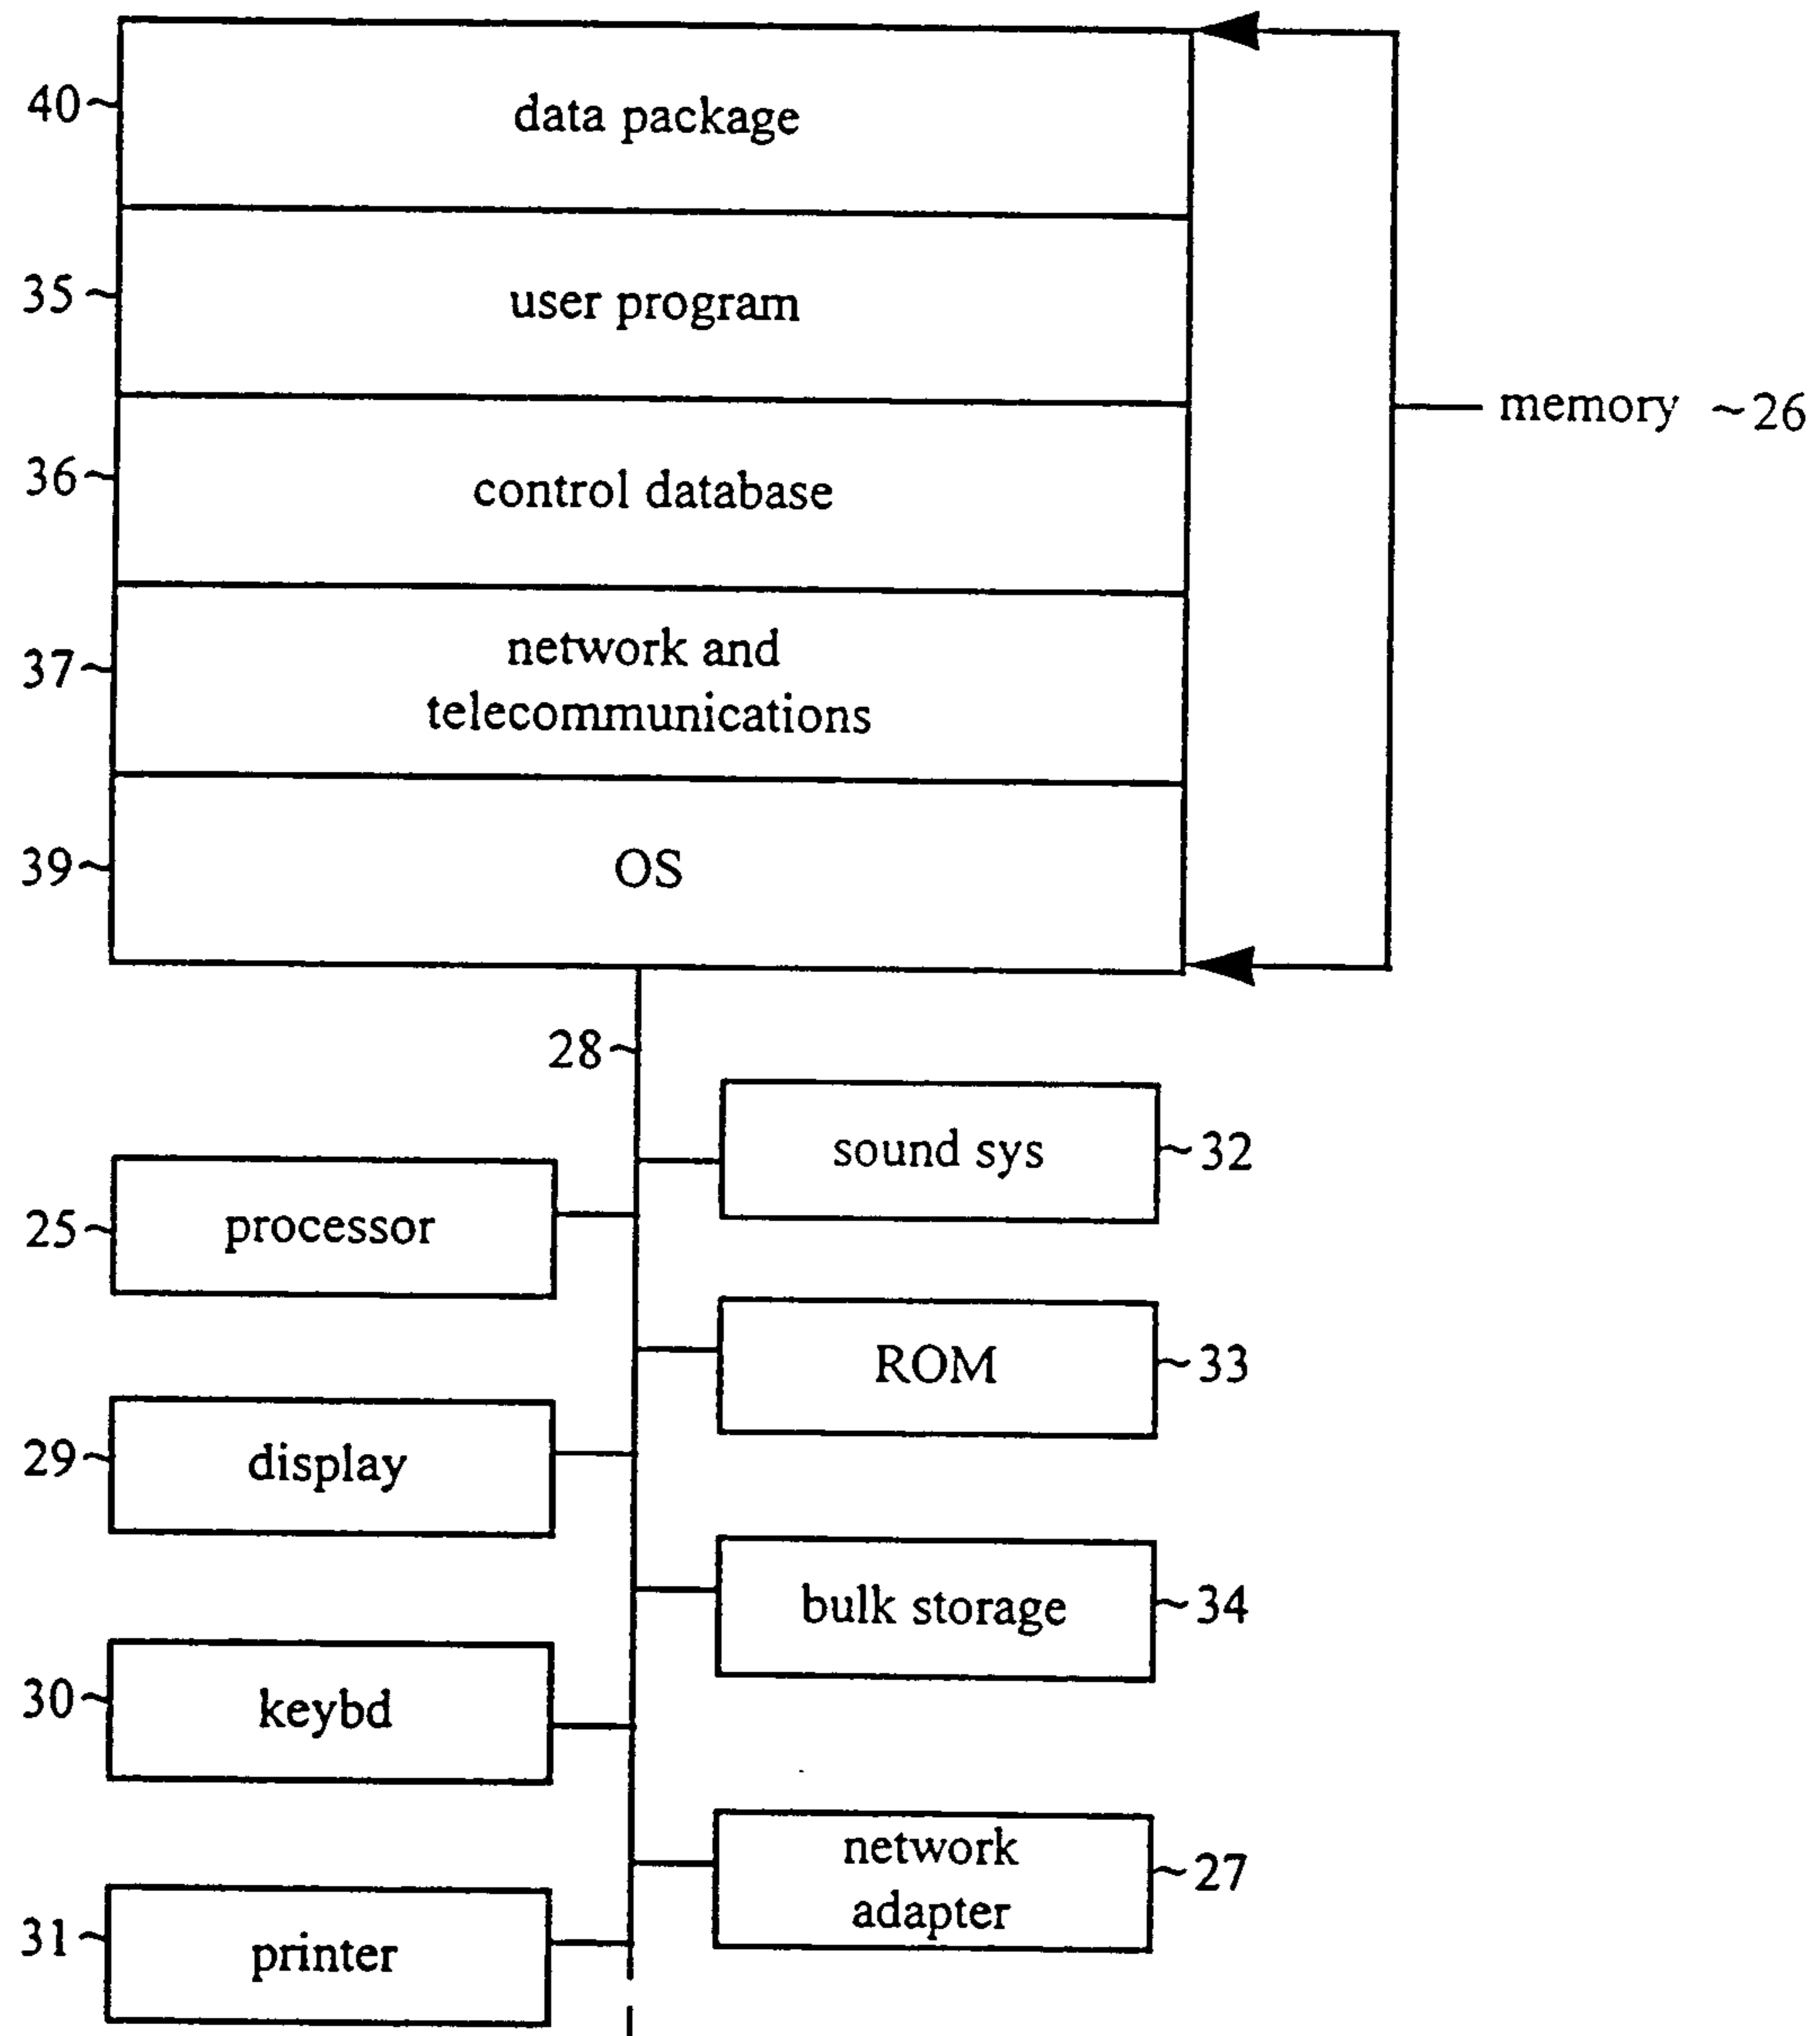 40~ data package
35~ user program
memory ~26
36~ control database
37~ network and
telecommunications
39~ OS
28~
sound sys ~32
25~ processor
ROM ~33
29~ display
bulk storage ~34
30~ keybd
network
adapter ~27
31~ printer